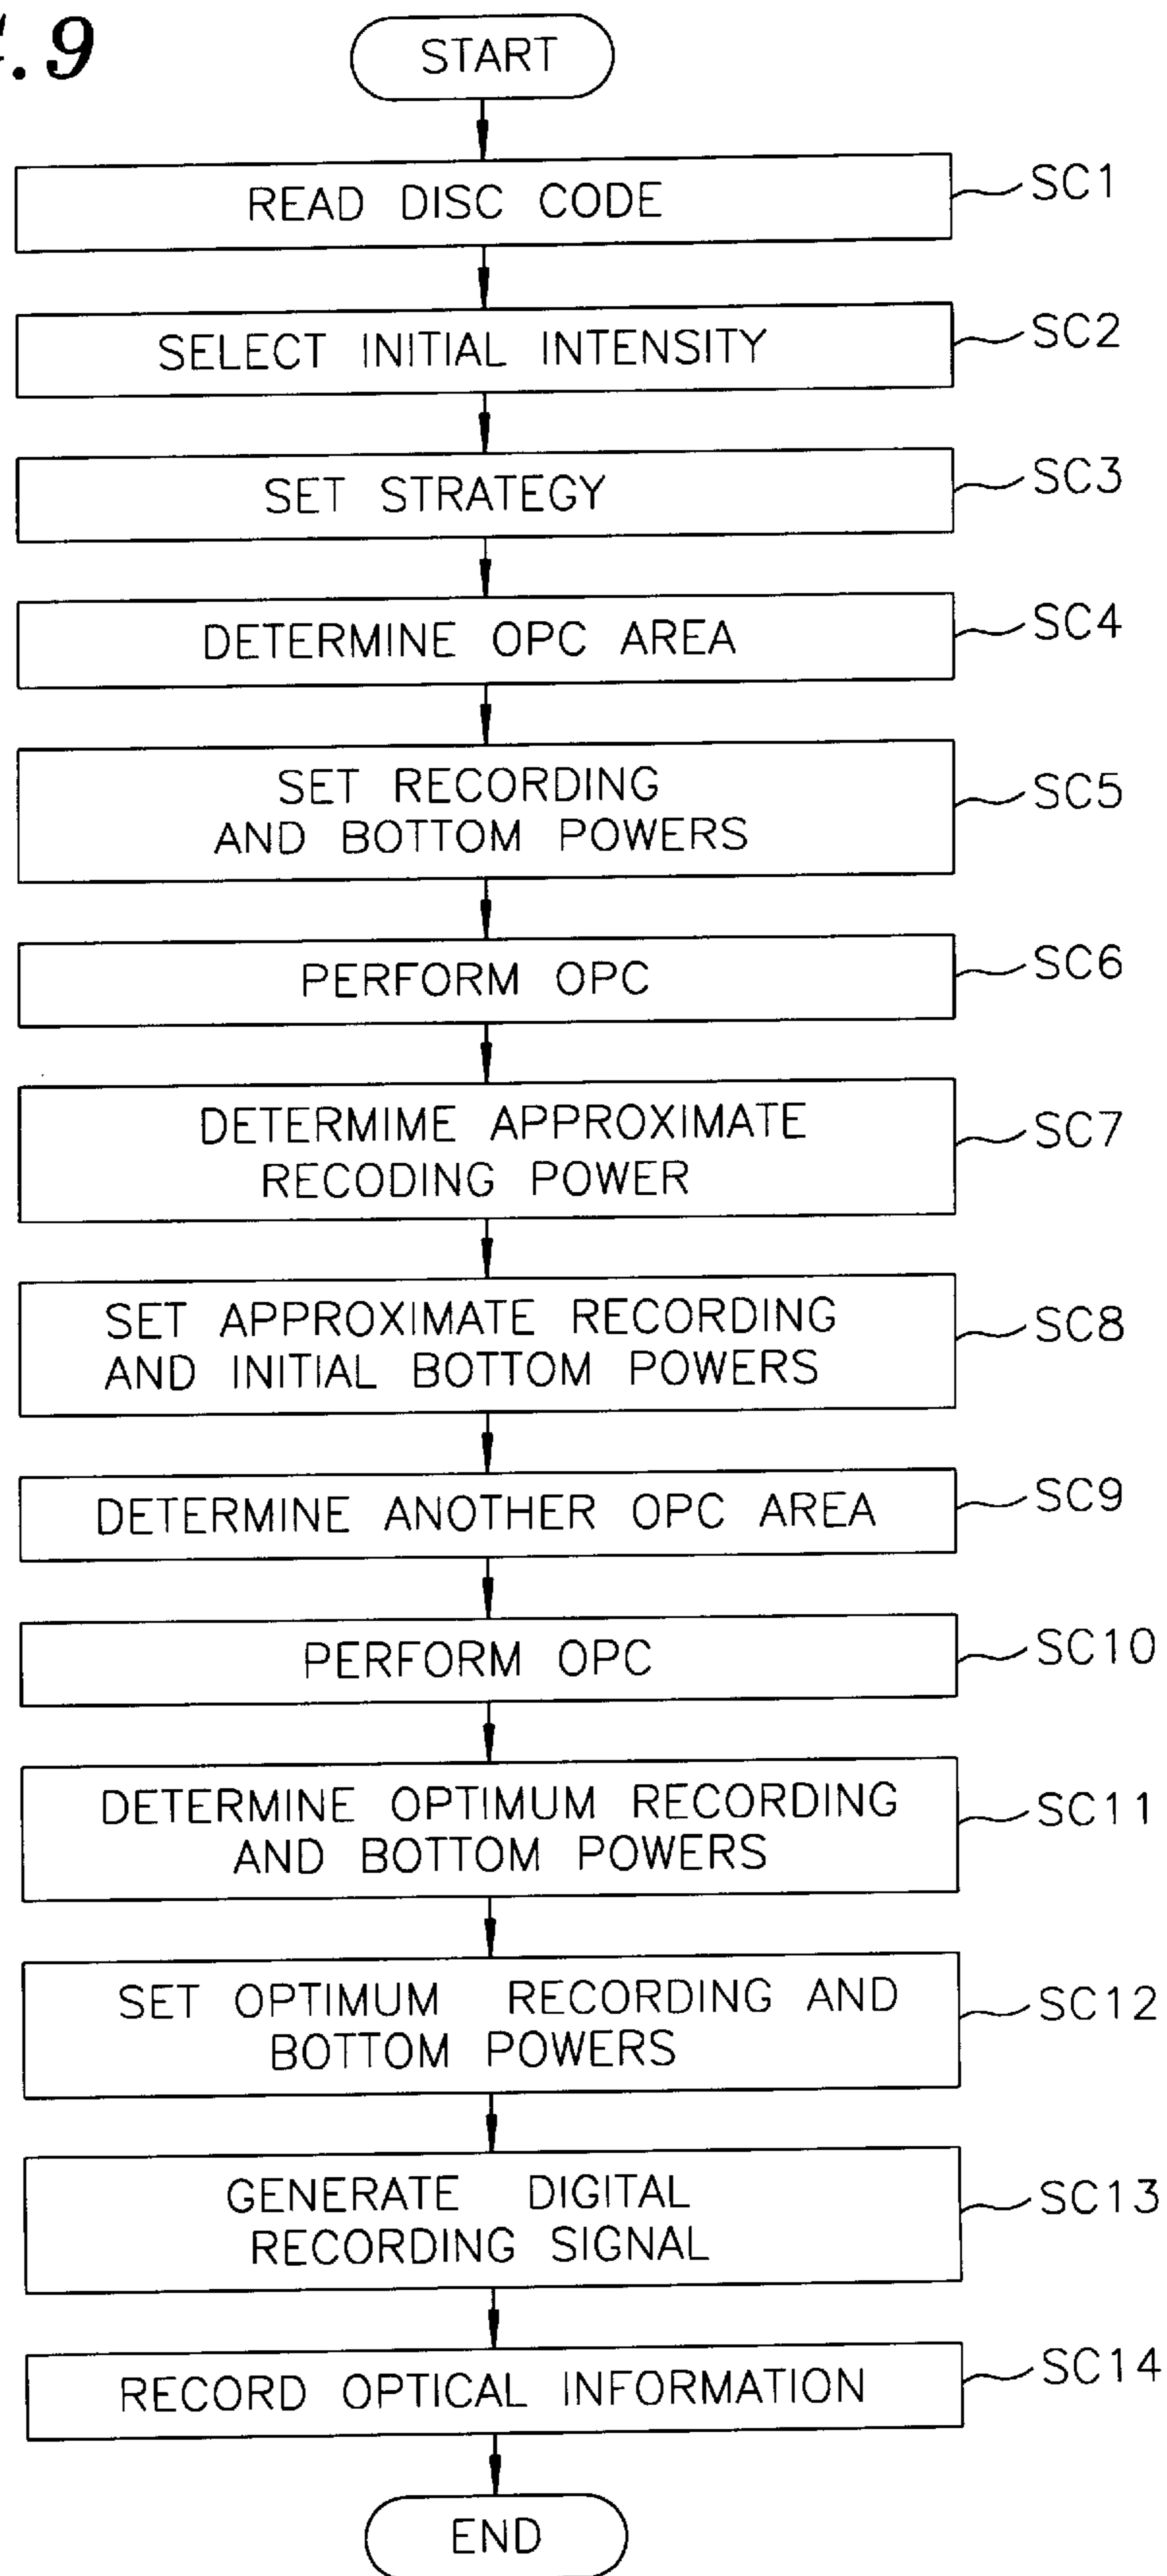 .9
START
READ DISC CODE
SC1
SELECT INITIAL INTENSITY
SC2
SET STRATEGY
SC3
DETERMINE OPC AREA
SC4
SET RECORDING
AND BOTTOM POWERS
SC5
PERFORM OPC
SC6
DETERMIME APPROXIMATE
RECODING POWER
SC7
SET APPROXIMATE RECORDING
AND INITIAL BOTTOM POWERS
SC8
DETERMINE ANOTHER OPC AREA
SC9
PERFORM OPC
SC10
DETERMINE OPTIMUM RECORDING
AND BOTTOM POWERS
SC11
SET OPTIMUM RECORDING AND
BOTTOM POWERS
SC12
GENERATE DIGITAL
RECORDING SIGNAL
SC13
RECORD OPTICAL INFORMATION
SC14
END